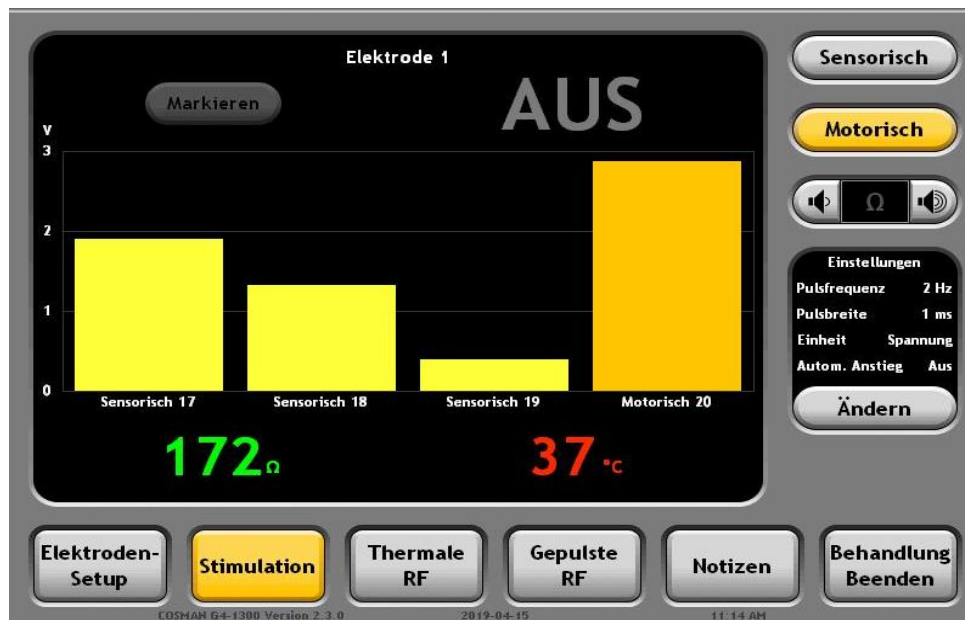 Elektrode 1
Markieren
AUS
V
3
2
1
0
Sensorisch 17
Sensorisch 18
Sensorisch 19
Motorisch 20
172 Ω
37 °C
Sensorisch
Motorisch
Ω
Einstellungen
Pulsfrequenz 2 Hz
Pulsbreite 1 ms
Einheit Spannung
Autom. Anstieg Aus
Ändern
Elektroden-
Setup
Stimulation
Thermale
RF
Gepulste
RF
Notizen
Behandlung
Beenden
COSMAN G4-1300 Version 2.3.0
2019-04-15
11:14 AM